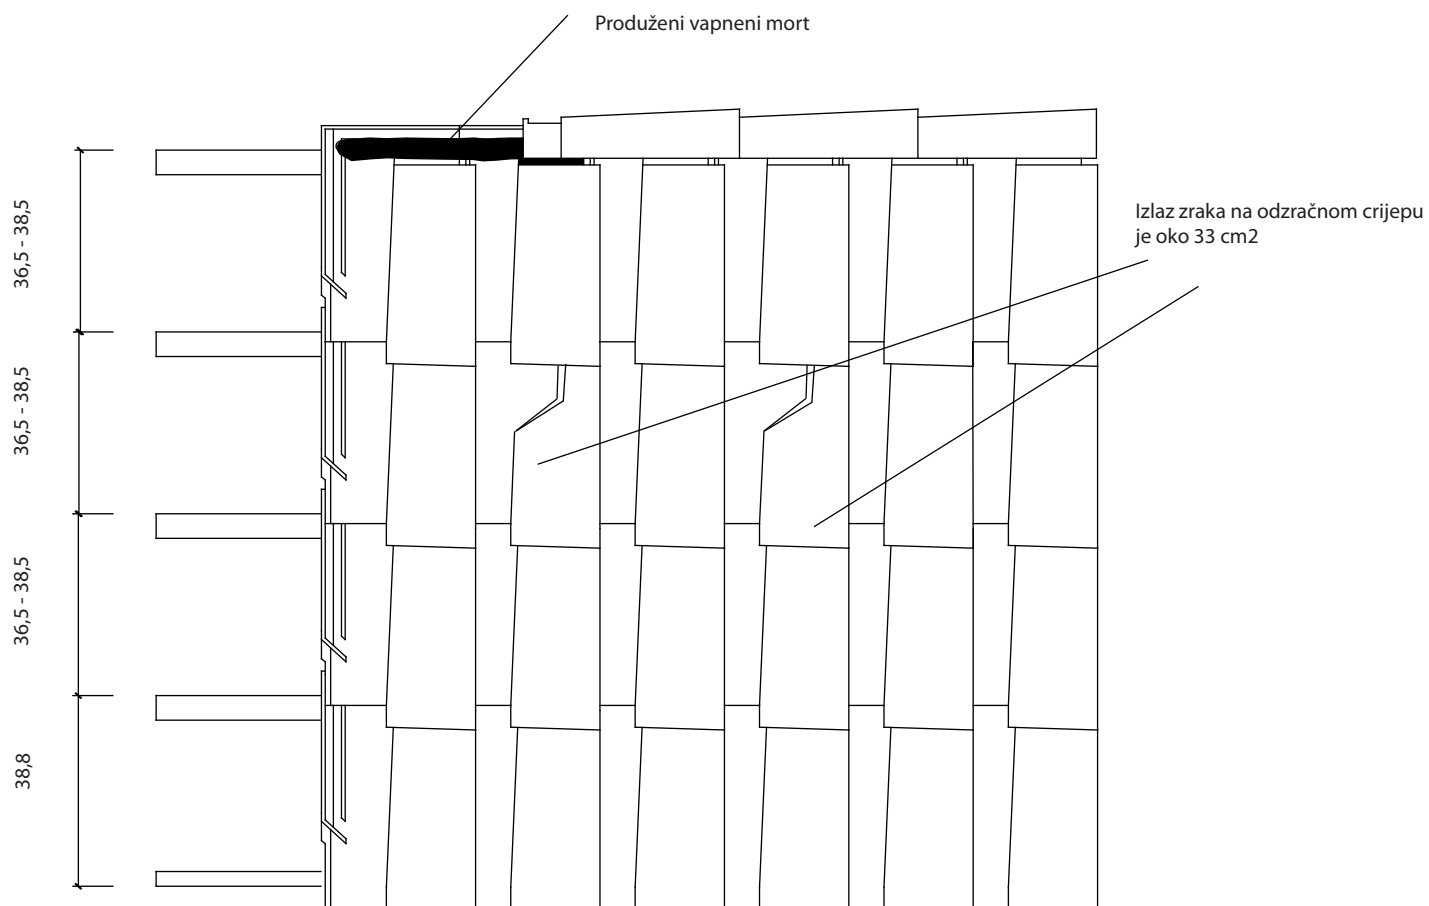 Produženi vapneni mort
Izlaz zraka na odzračnom crijepu
je oko 33 cm2
36,5 - 38,5
36,5 - 38,5
36,5 - 38,5
38,8